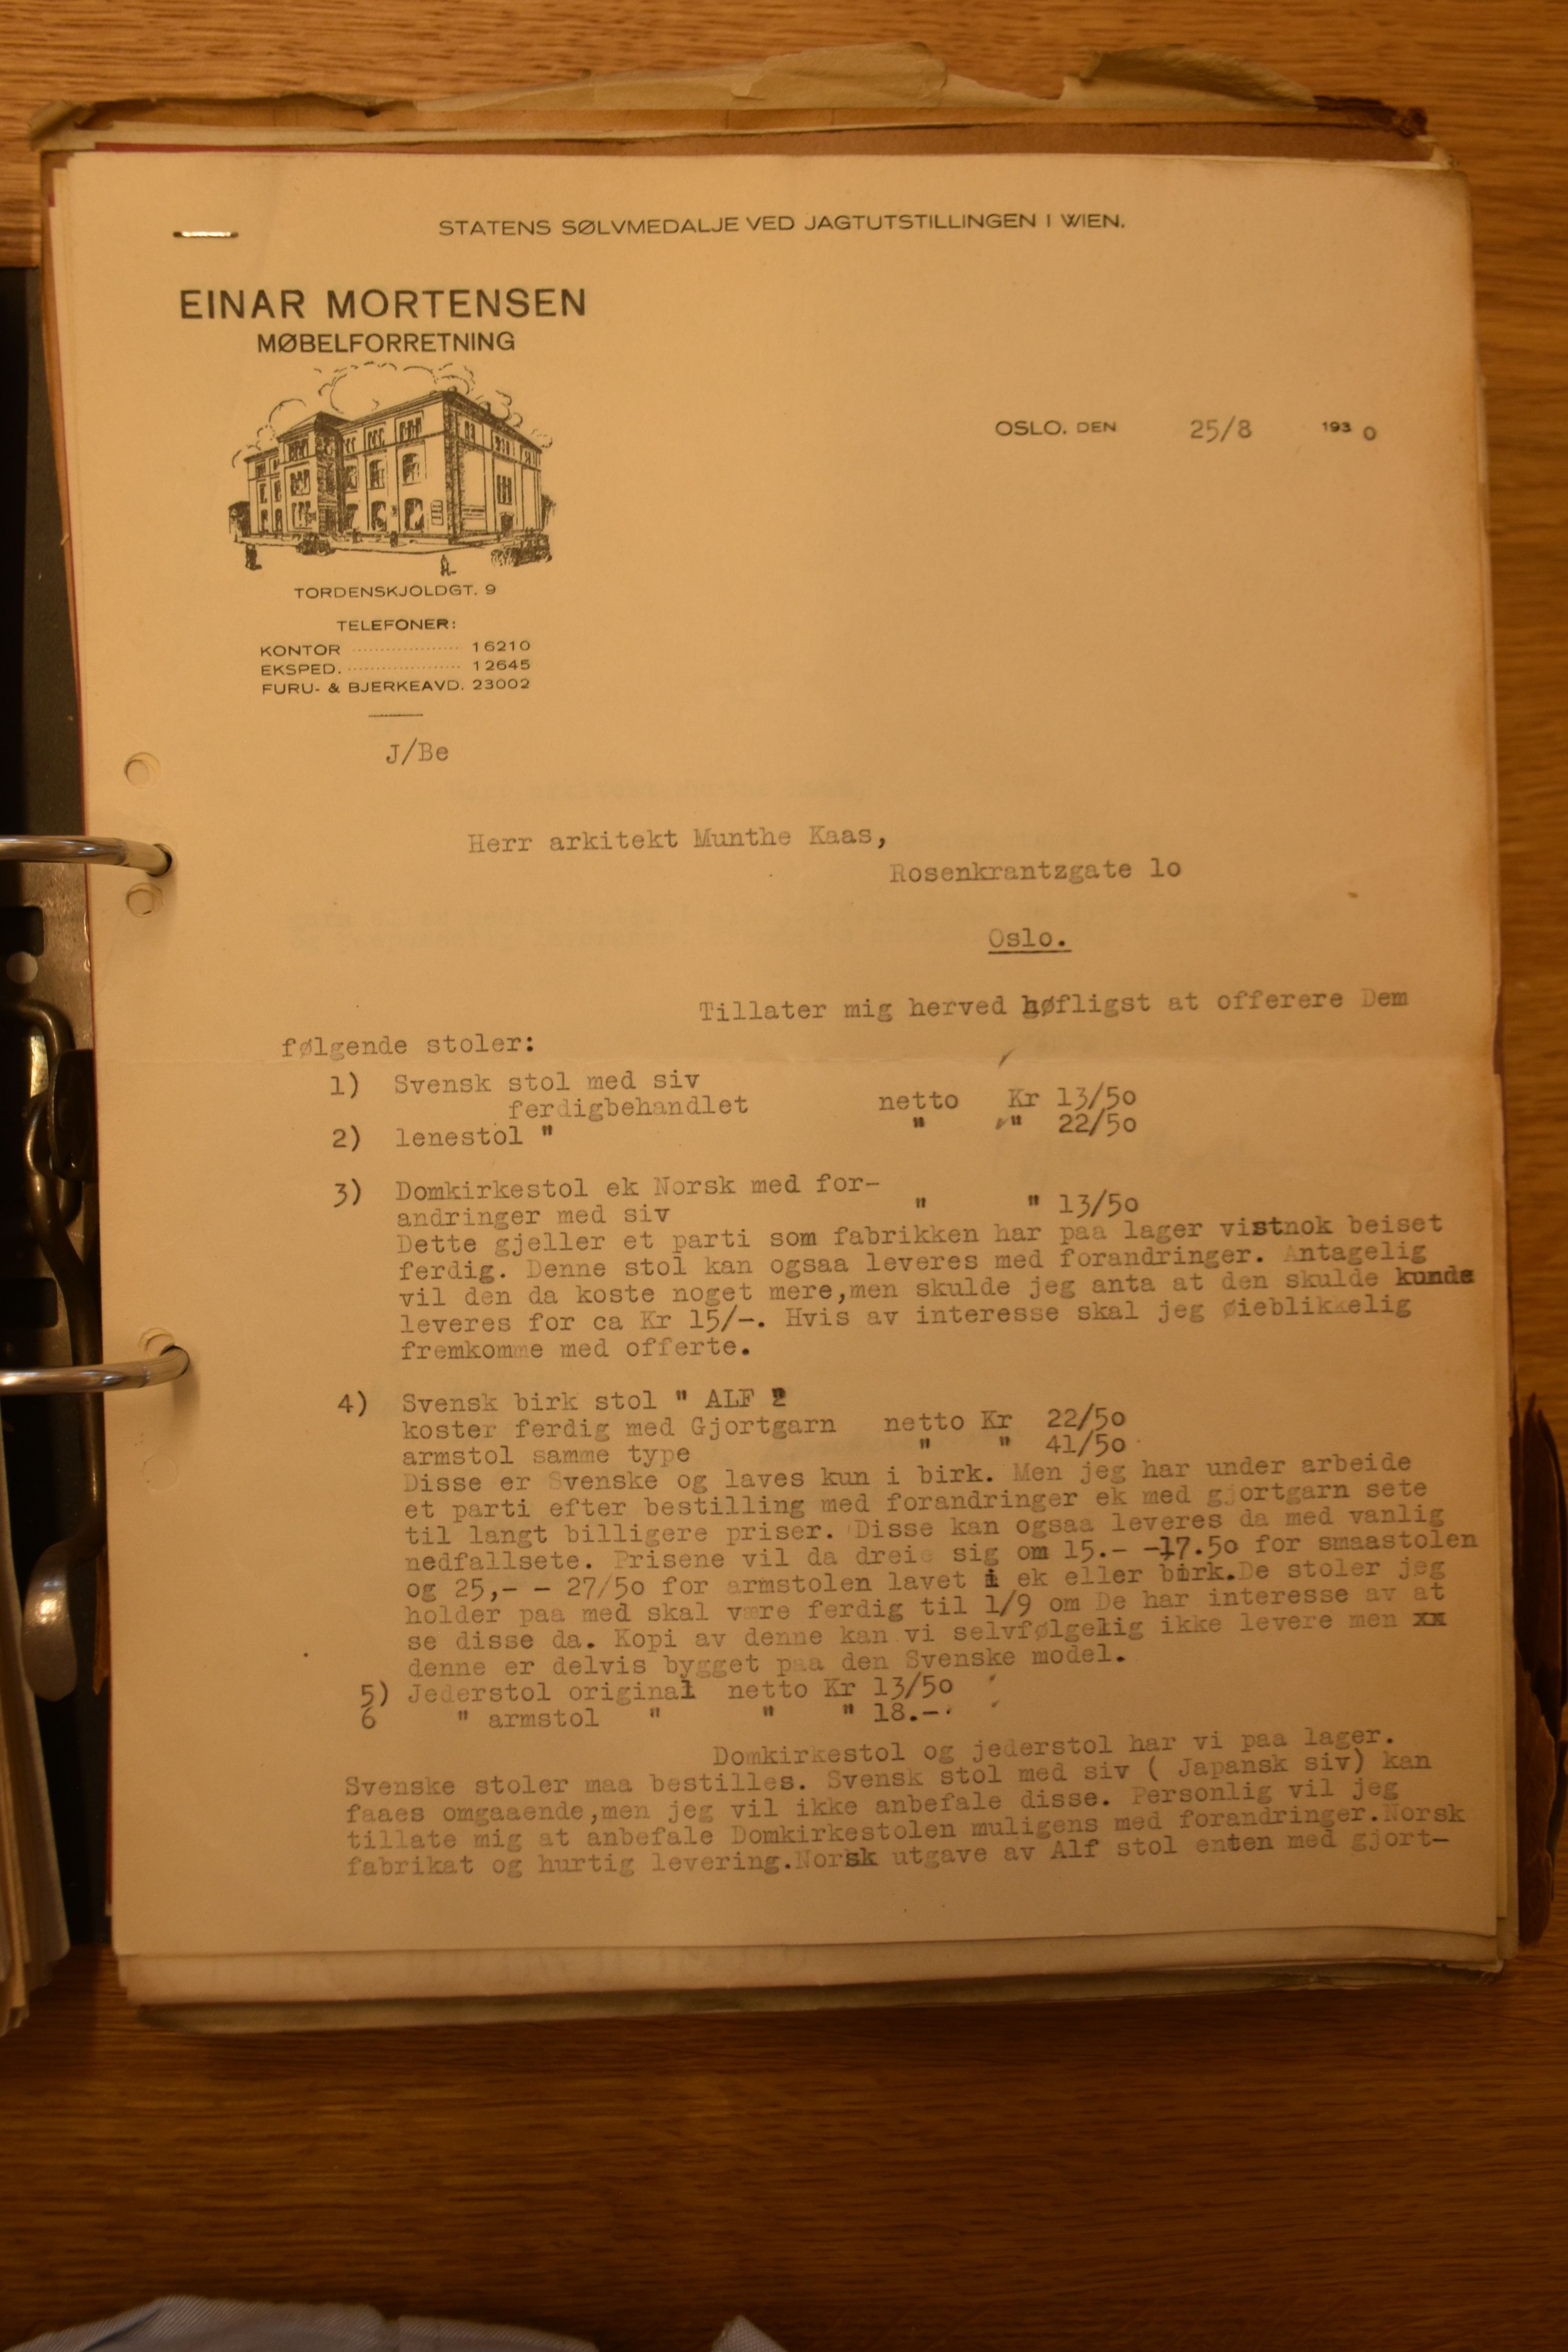 STATENS SØLVMEDALJE VED JAGTUTSTILLINGEN I WIEN.
EINAR MORTENSEN
MØBELFORRETNING
OSLO. DEN 25/8 1930
TORDENSKJOLDGT. 9
TELEFONER:
KONTOR ................... 16210
EKSPED. ................... 12645
FURU- & BJERKEAVD. 23002
J/Be
Herr arkitekt Munthe Kaas,
Rosenkrantzgate 1o
Oslo.
Tillater mig herved høfligst at offerere Dem
følgende stoler:
1) Svensk stol med siv
ferdigbehandlet netto Kr 13/5o
2) lenestol " " " 22/5o
3) Domkirkestol ek Norsk med for-
andringer med siv " " 13/5o
Dette gjeller et parti som fabrikken har paa lager vistnok beiset
ferdig. Denne stol kan ogsaa leveres med forandringer. Antagelig
vil den da koste noget mere,men skulde jeg anta at den skulde kunde
leveres for ca Kr 15/-. Hvis av interesse skal jeg øieblikkelig
fremkomme med offerte.
4) Svensk birk stol " ALF "
koster ferdig med Gjortgarn netto Kr 22/5o
armstol samme type " " 41/5o
Disse er Svenske og laves kun i birk. Men jeg har under arbeide
et parti efter bestilling med forandringer ek med gjortgarn sete
til langt billigere priser. Disse kan ogsaa leveres da med vanlig
nedfallsete. Prisene vil da dreie sig om 15.- -17.5o for smaastolen
og 25,- - 27/5o for armstolen lavet i ek eller birk.De stoler jeg
holder paa med skal være ferdig til 1/9 om De har interesse av at
se disse da. Kopi av denne kan vi selvfølgelig ikke levere men xx
denne er delvis bygget paa den Svenske model.
5) Jederstol original netto Kr 13/5o
6 " armstol " " " 18.-
Domkirkestol og jederstol har vi paa lager.
Svenske stoler maa bestilles. Svensk stol med siv ( Japansk siv) kan
faaes omgaaende,men jeg vil ikke anbefale disse. Personlig vil jeg
tillate mig at anbefale Domkirkestolen muligens med forandringer.Norsk
fabrikat og hurtig levering.Norsk utgave av Alf stol enten med gjort-